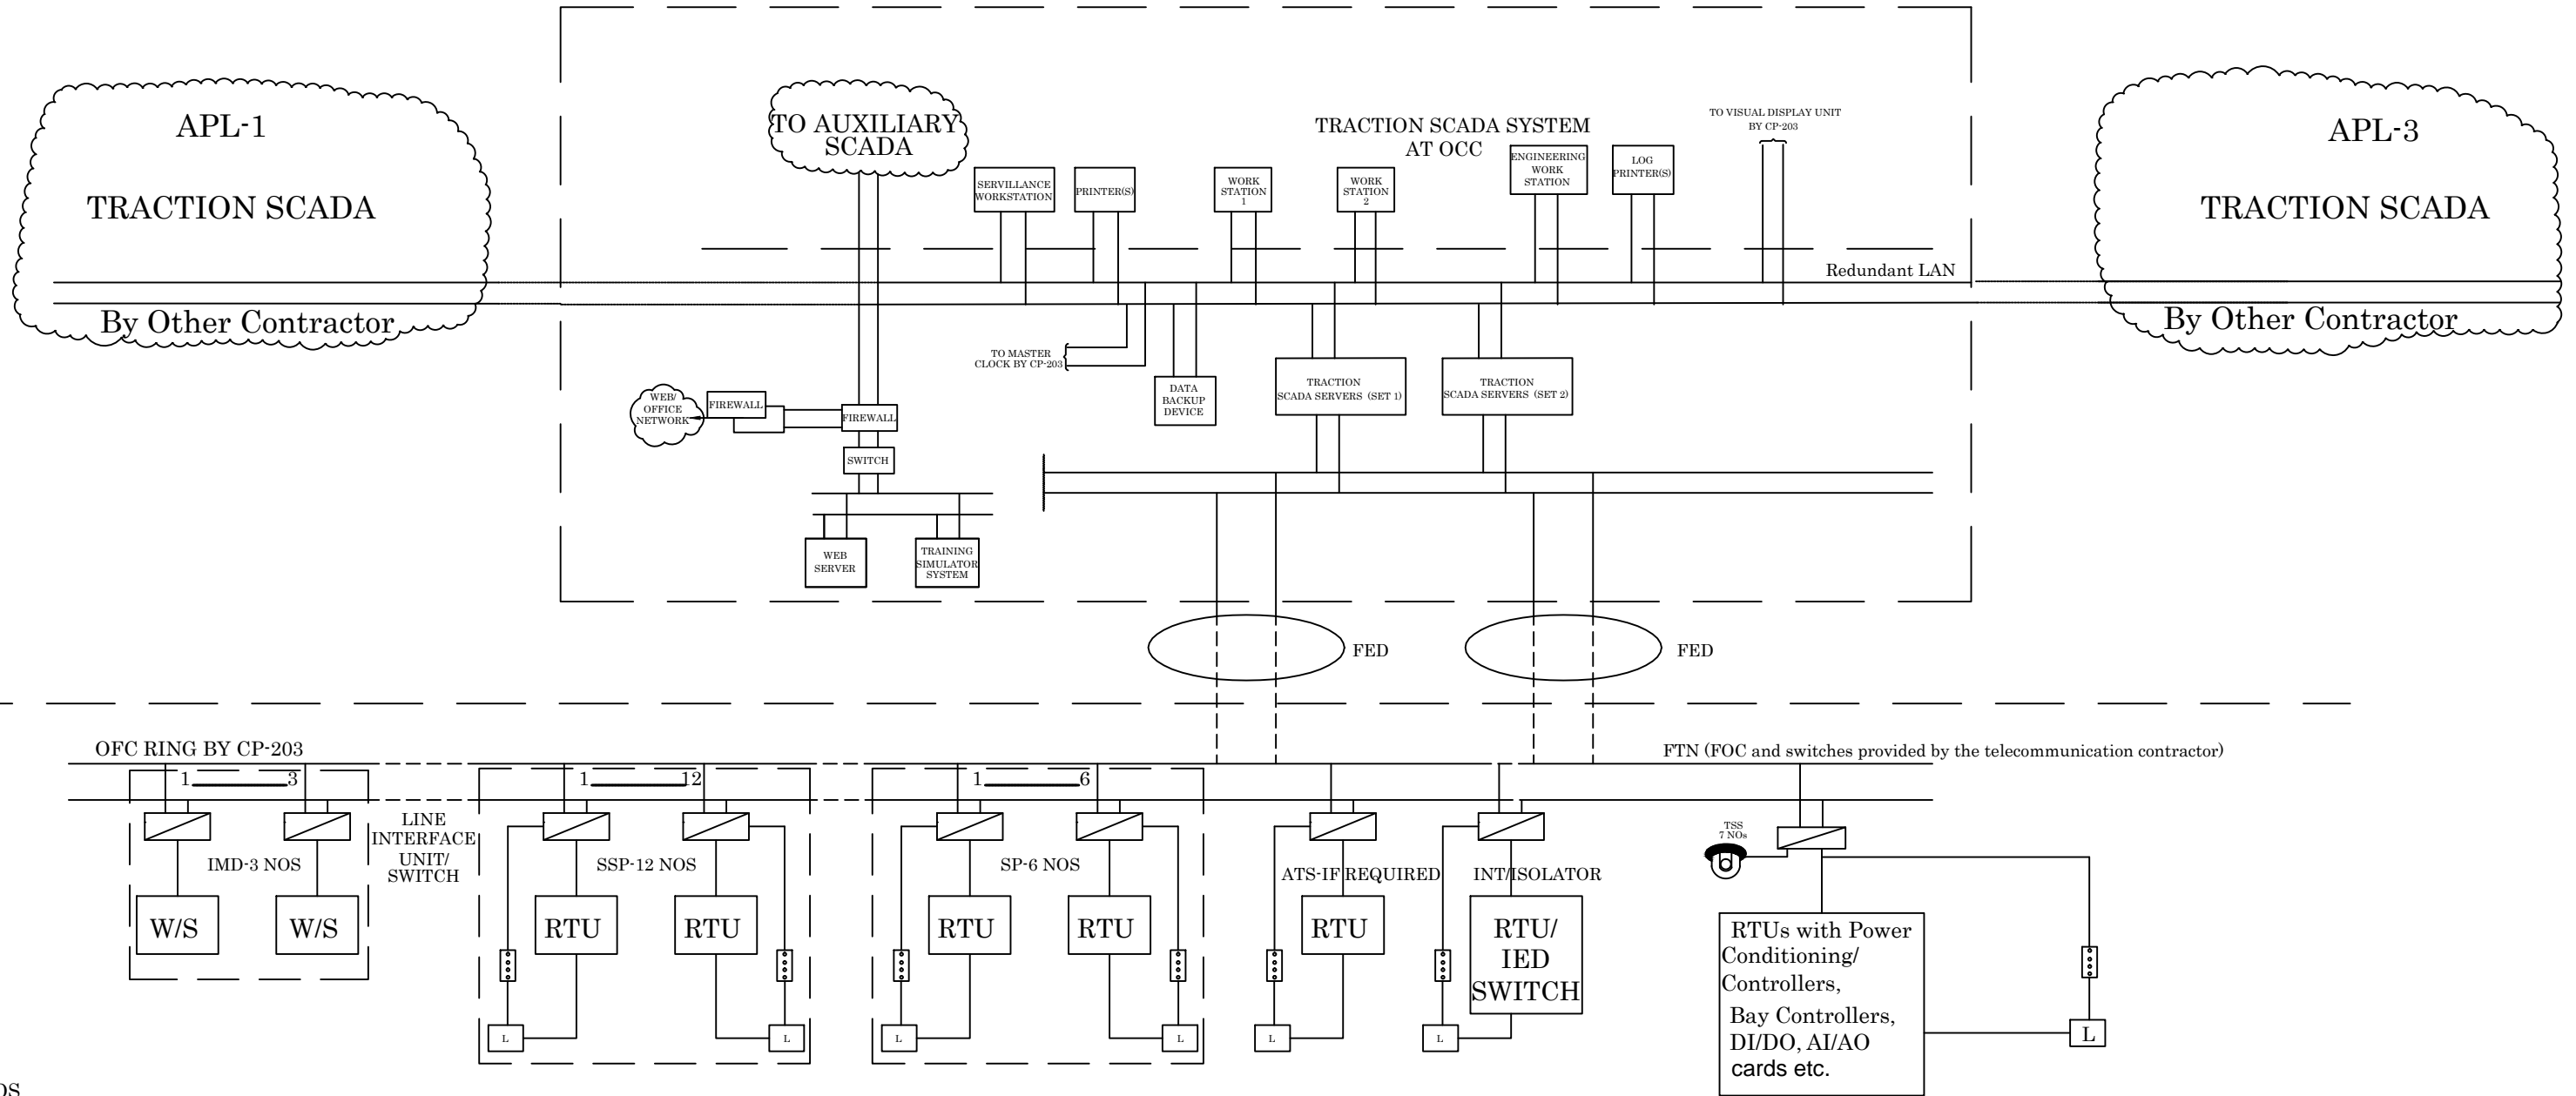 APL-1
TRACTION SCADA
By Other Contractor
TO AUXILIARY
SCADA
TRACTION SCADA SYSTEM
AT OCC
TO VISUAL DISPLAY UNIT
BY CP-203
APL-3
TRACTION SCADA
By Other Contractor
SERVILLANCE
WORKSTATION
PRINTER(S)
WORK
STATION
1
WORK
STATION
2
ENGINEERING
WORK
STATION
LOG
PRINTER(S)
Redundant LAN
TO MASTER
CLOCK BY CP-203
DATA
BACKUP
DEVICE
TRACTION
SCADA SERVERS (SET 1)
TRACTION
SCADA SERVERS (SET 2)
WEB/
OFFICE
NETWORK
FIREWALL
FIREWALL
SWITCH
WEB
SERVER
TRAINING
SIMULATOR
SYSTEM
FED
FED
OFC RING BY CP-203
FTN (FOC and switches provided by the telecommunication contractor)
1 3
1 12
1 6
LINE
INTERFACE
UNIT/
SWITCH
IMD-3 NOS
SSP-12 NOS
SP-6 NOS
ATS-IF REQUIRED
INT/ISOLATOR
TSS
7 NOs
W/S
W/S
RTU
RTU
RTU
RTU
RTU
RTU/
IED
SWITCH
RTUs with Power
Conditioning/
Controllers,
Bay Controllers,
DI/DO, AI/AO
cards etc.
L
L
L
L
L
L
L